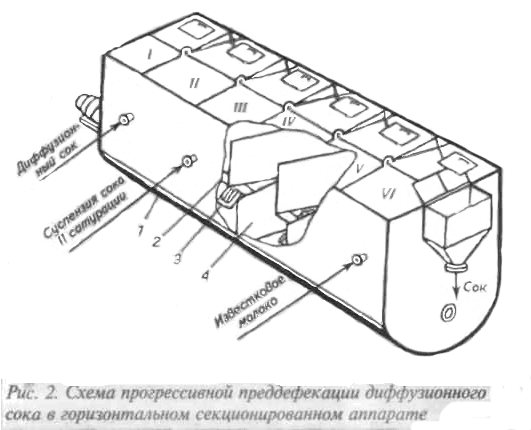 I
II
III
IV
V
VI
Диффузион-
ный сок
Суспензия сока
II сатурации
1
2
3
4
Известковое
молоко
Сок
Рис. 2. Схема прогрессивной преддефекации диффузионного
сока в горизонтальном секционированном аппарате